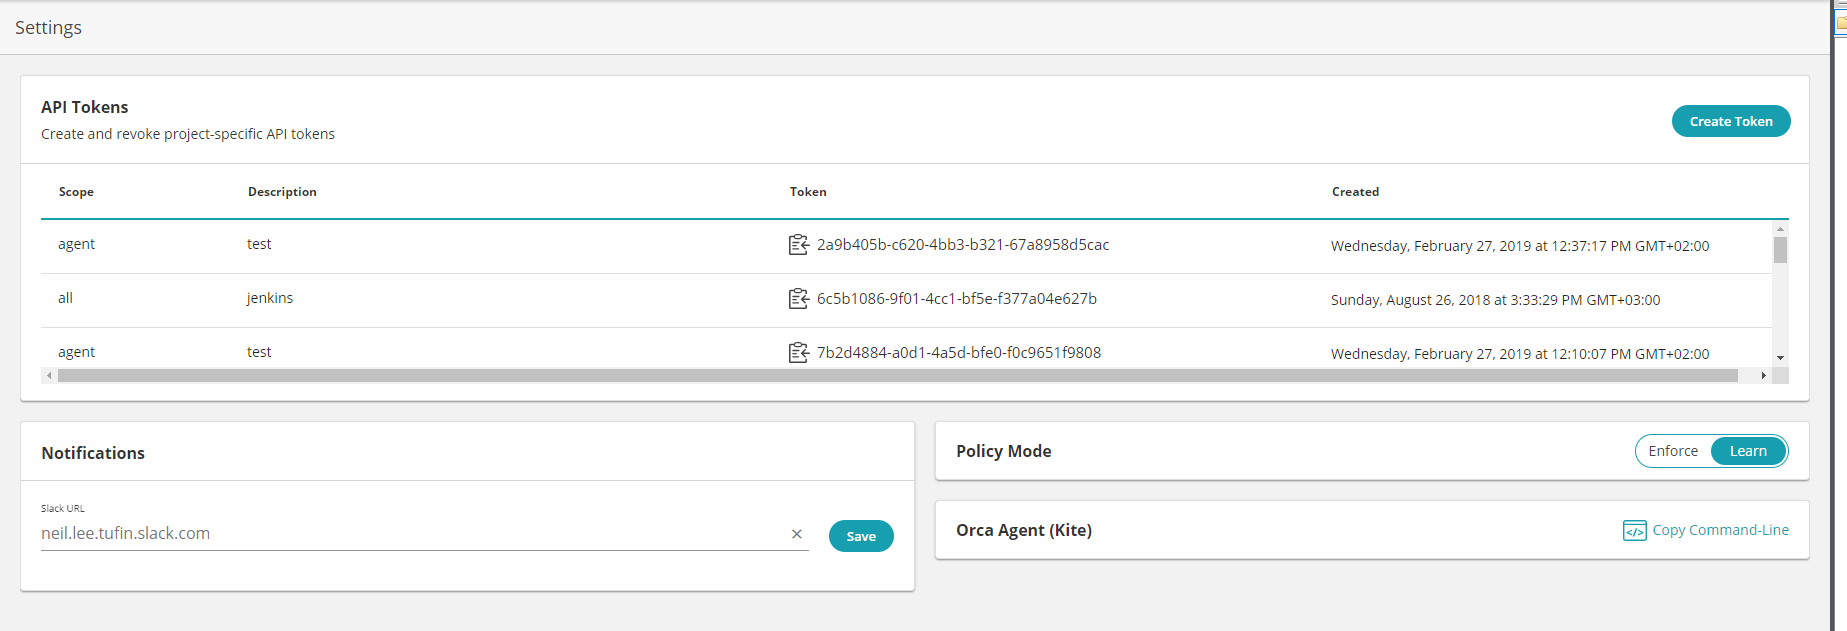 Settings
API Tokens
Create and revoke project-specific API tokens
Create Token
Scope Description Token Created
agent test 2a9b405b-c620-4bb3-b321-67a8958d5cac Wednesday, February 27, 2019 at 12:37:17 PM GMT+02:00
all jenkins 6c5b1086-9f01-4cc1-bf5e-f377a04e627b Sunday, August 26, 2018 at 3:33:29 PM GMT+03:00
agent test 7b2d4884-a0d1-4a5d-bfe0-f0c9651f9808 Wednesday, February 27, 2019 at 12:10:07 PM GMT+02:00
Notifications
Slack URL
neil.lee.tufin.slack.com
Save
Policy Mode
Enforce Learn
Orca Agent (Kite)
Copy Command-Line